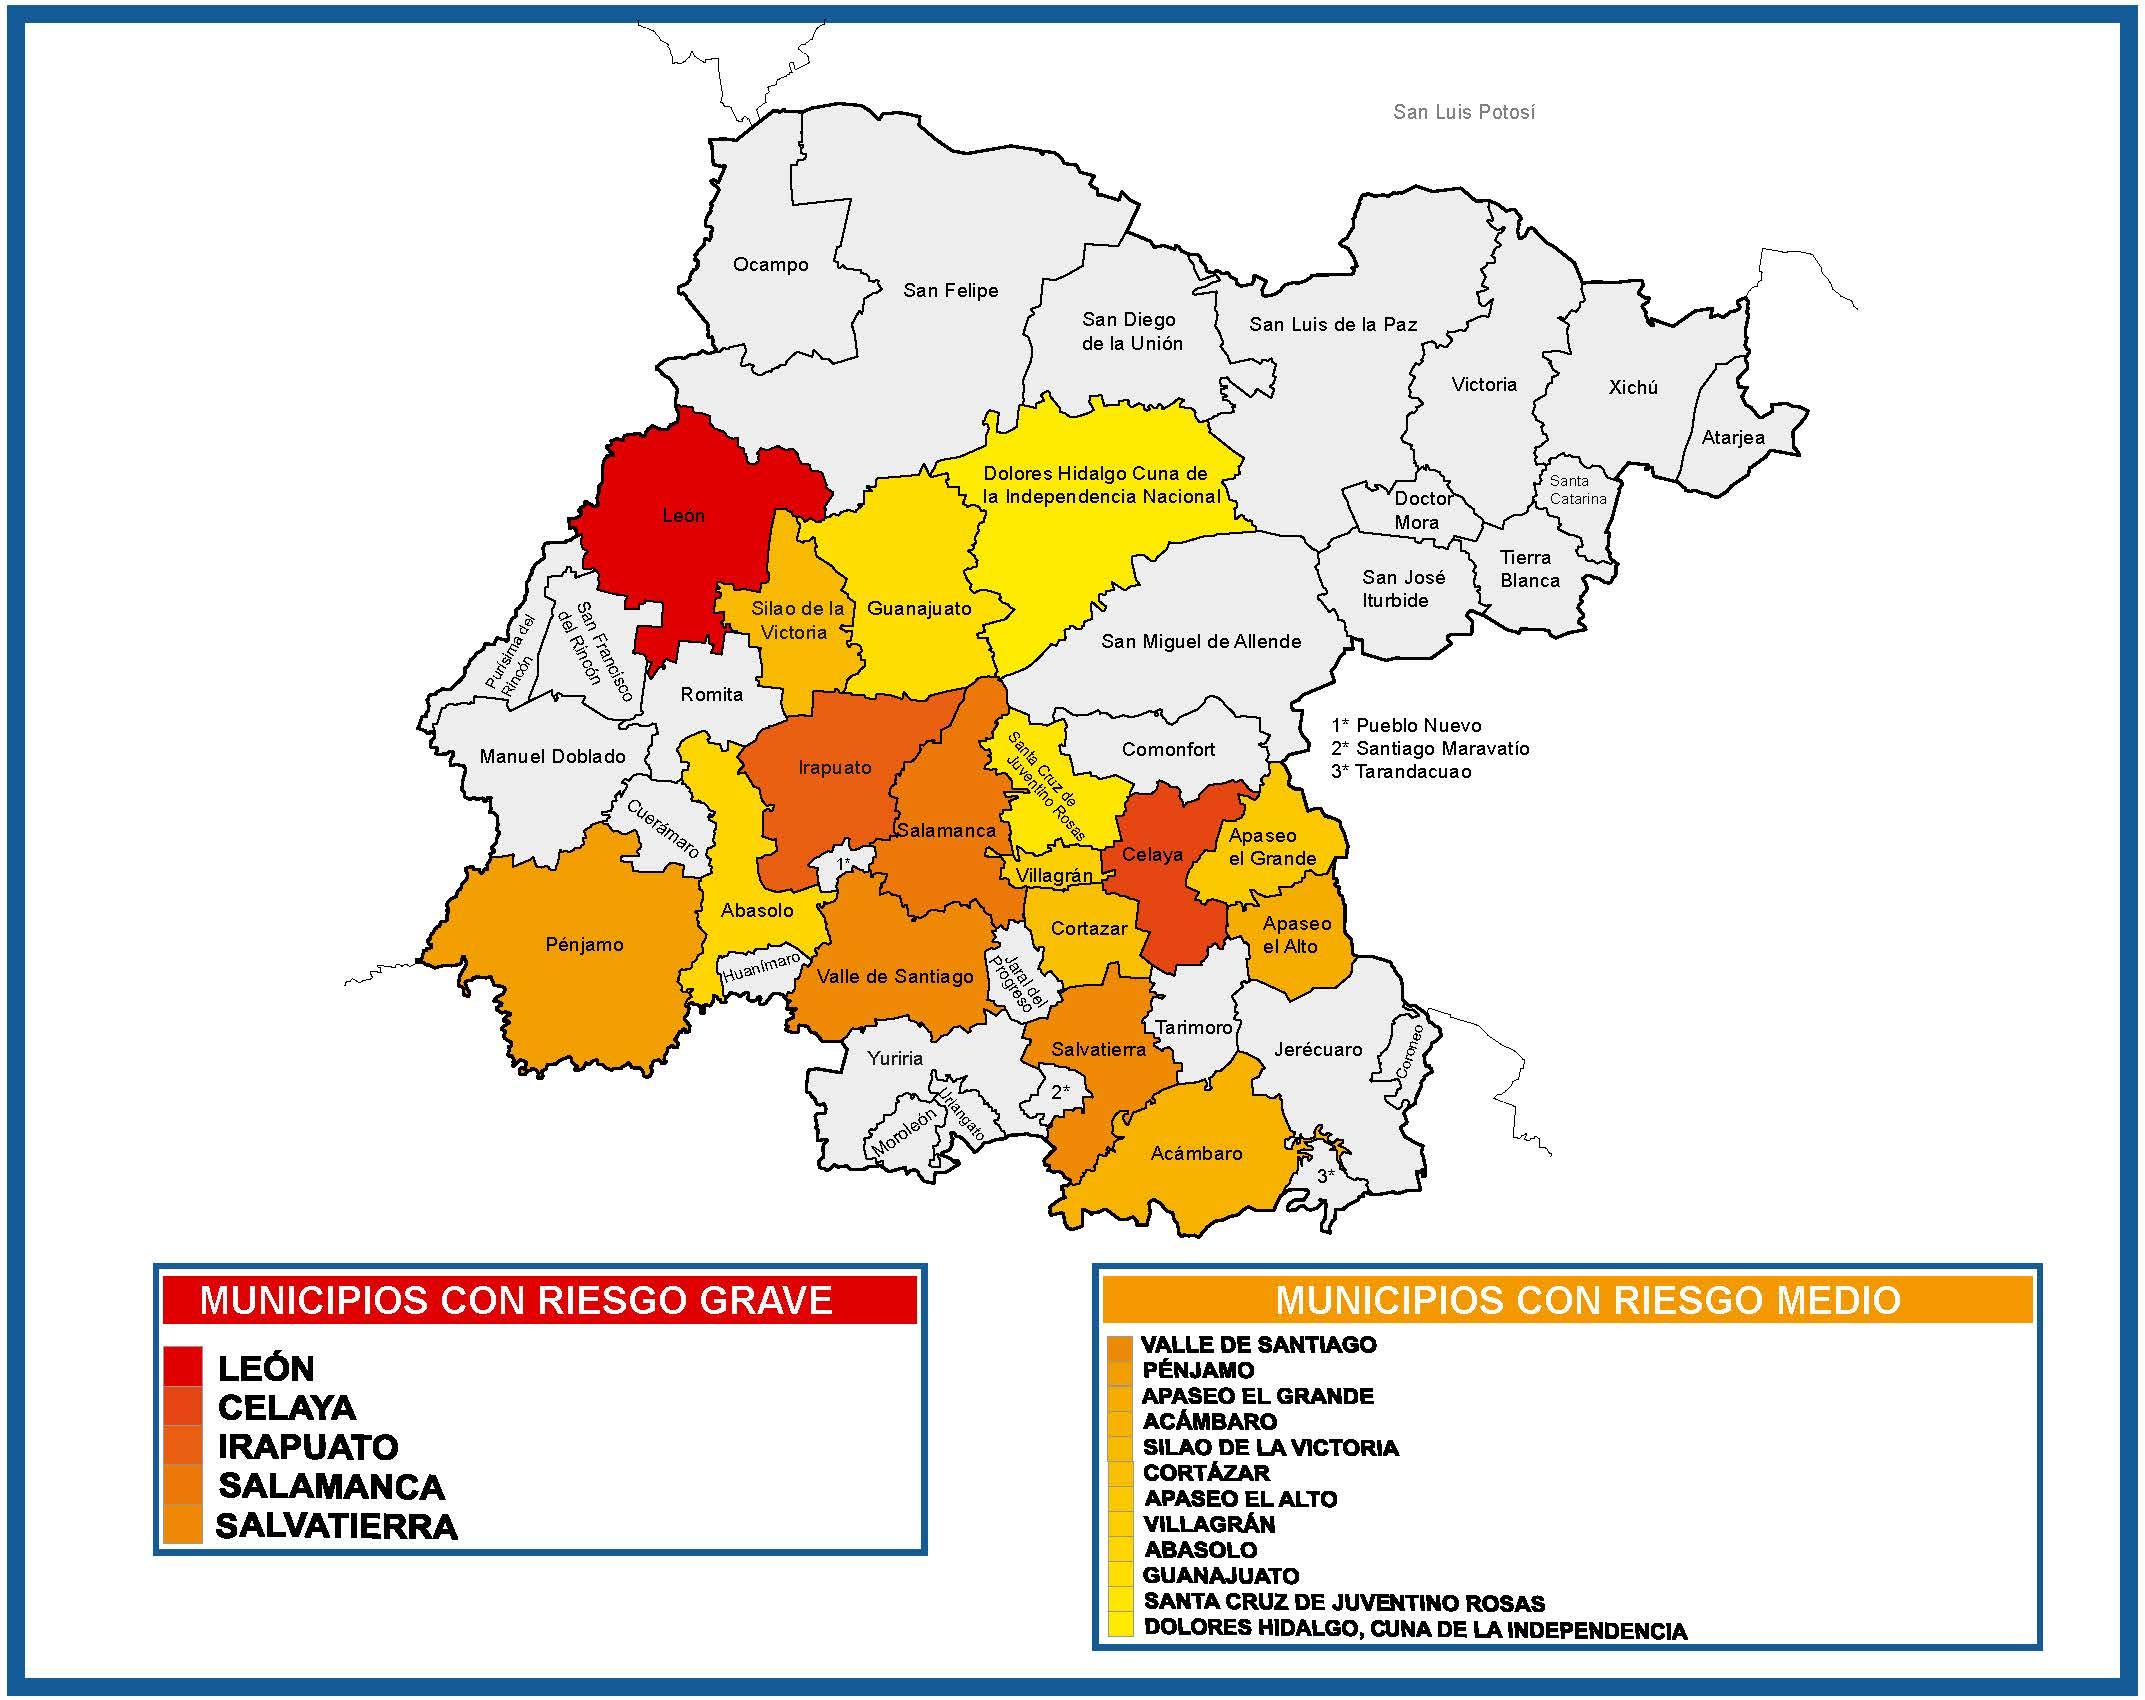 San Luis Potosí
Ocampo
San Felipe
San Diego
de la Unión
San Luis de la Paz
Victoria
Xichú
Atarjea
Dolores Hidalgo Cuna de
la Independencia Nacional
Santa
Catarina
Doctor
Mora
León
Tierra
Blanca
San José
Iturbide
Silao de la
Victoria
Guanajuato
San Miguel de Allende
Purísima del
Rincón
San Francisco
del Rincón
Romita
1* Pueblo Nuevo
2* Santiago Maravatío
3* Tarandacuao
Manuel Doblado
Irapuato
Santa Cruz de
Juventino Rosas
Comonfort
Cuerámaro
Salamanca
Apaseo
el Grande
Celaya
1*
Villagrán
Abasolo
Cortazar
Apaseo
el Alto
Pénjamo
Huanímaro
Valle de Santiago
Jaral del
Progreso
Tarimoro
Salvatierra
Jerécuaro
Coroneo
Yuriria
2*
Uriangato
Moroleón
Acámbaro
3*
MUNICIPIOS CON RIESGO GRAVE
LEÓN
CELAYA
IRAPUATO
SALAMANCA
SALVATIERRA
MUNICIPIOS CON RIESGO MEDIO
VALLE DE SANTIAGO
PÉNJAMO
APASEO EL GRANDE
ACÁMBARO
SILAO DE LA VICTORIA
CORTÁZAR
APASEO EL ALTO
VILLAGRÁN
ABASOLO
GUANAJUATO
SANTA CRUZ DE JUVENTINO ROSAS
DOLORES HIDALGO, CUNA DE LA INDEPENDENCIA